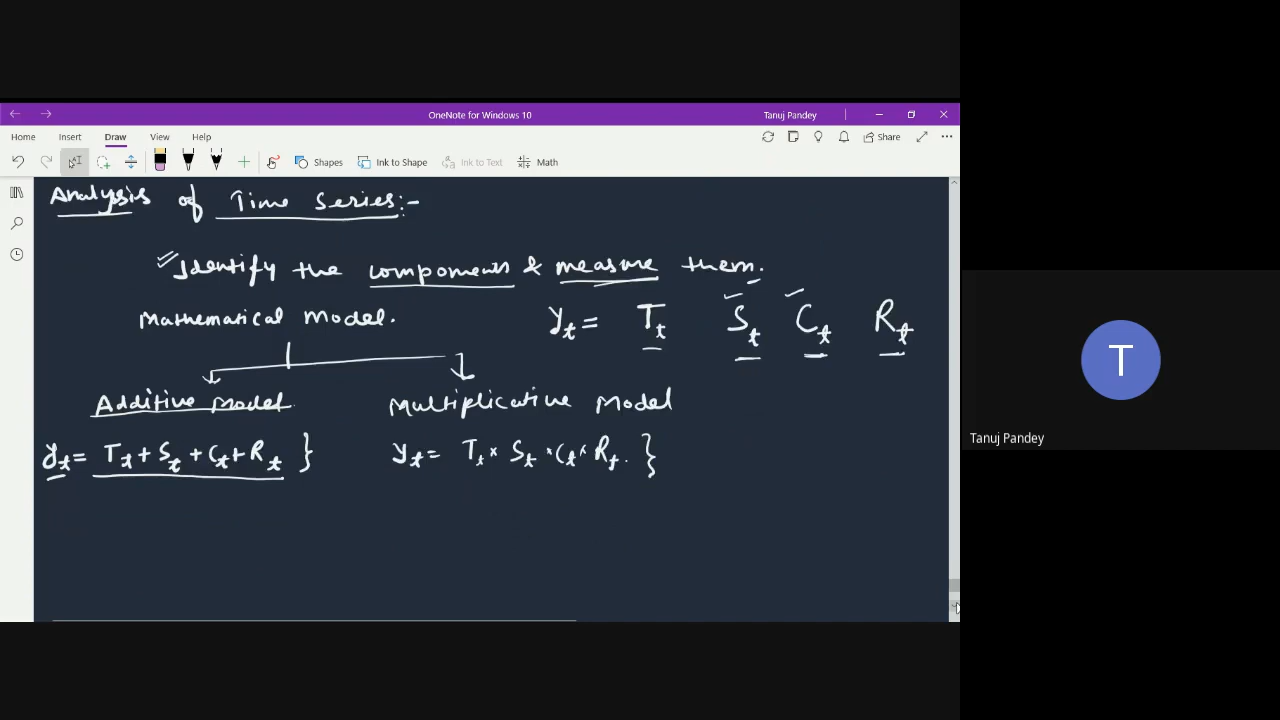 OneNote for Windows 10
Tanuj Pandey
Home Insert Draw View Help
Share
Shapes Ink to Shape Ink to Text Math
Analysis of Time Series:-
Identify the components & measure them.
Mathematical Model. yt = Tt St Ct Rt
Additive Model Multiplicative Model
yt = Tt + St + Ct + Rt } yt = Tt × St × Ct × Rt. }
T
Tanuj Pandey